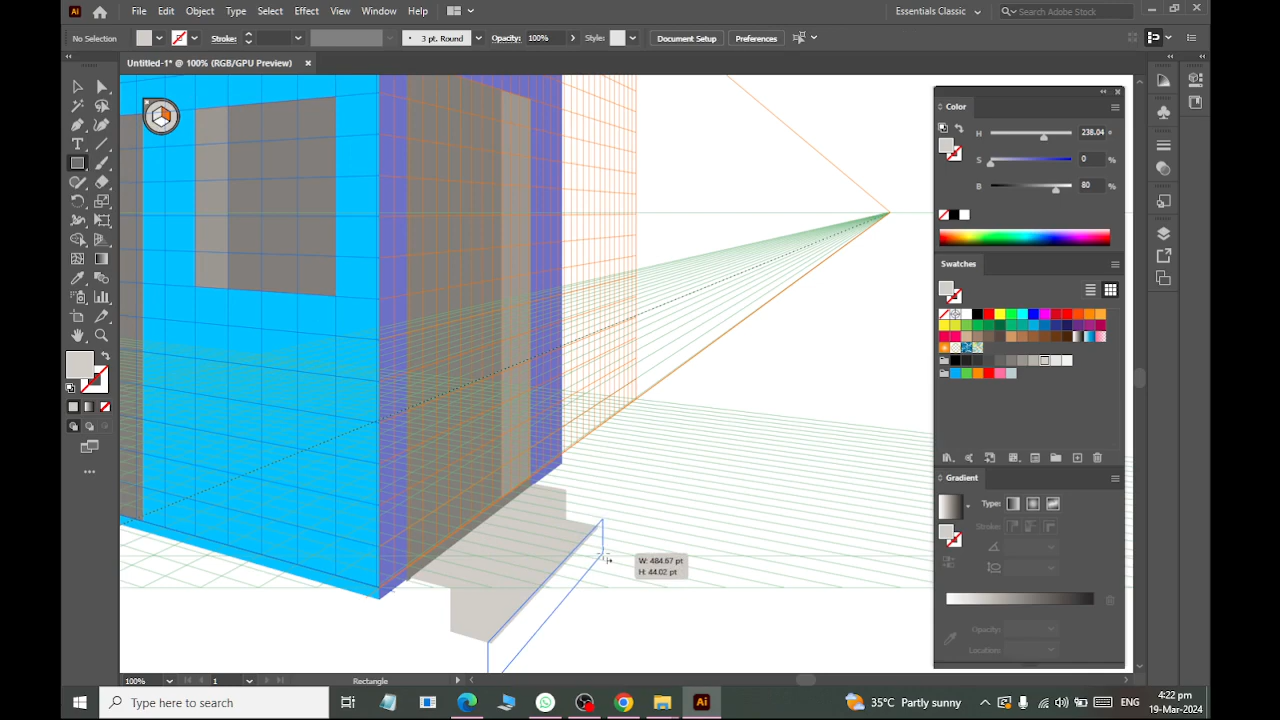 Ai File Edit Object Type Select Effect View Window Help Essentials Classic Search Adobe Stock
No Selection Stroke: 3 pt. Round Opacity: 100% Style: Document Setup Preferences
Untitled-1* @ 100% (RGB/GPU Preview)
Color
H 238.04 °
S 0 %
B 80 %
Swatches
Gradient
Type:
Stroke:
Opacity:
Location:
W: 484.67 pt
H: 44.02 pt
100% 1 Rectangle
Type here to search
35°C Partly sunny
4:22 pm
19-Mar-2024